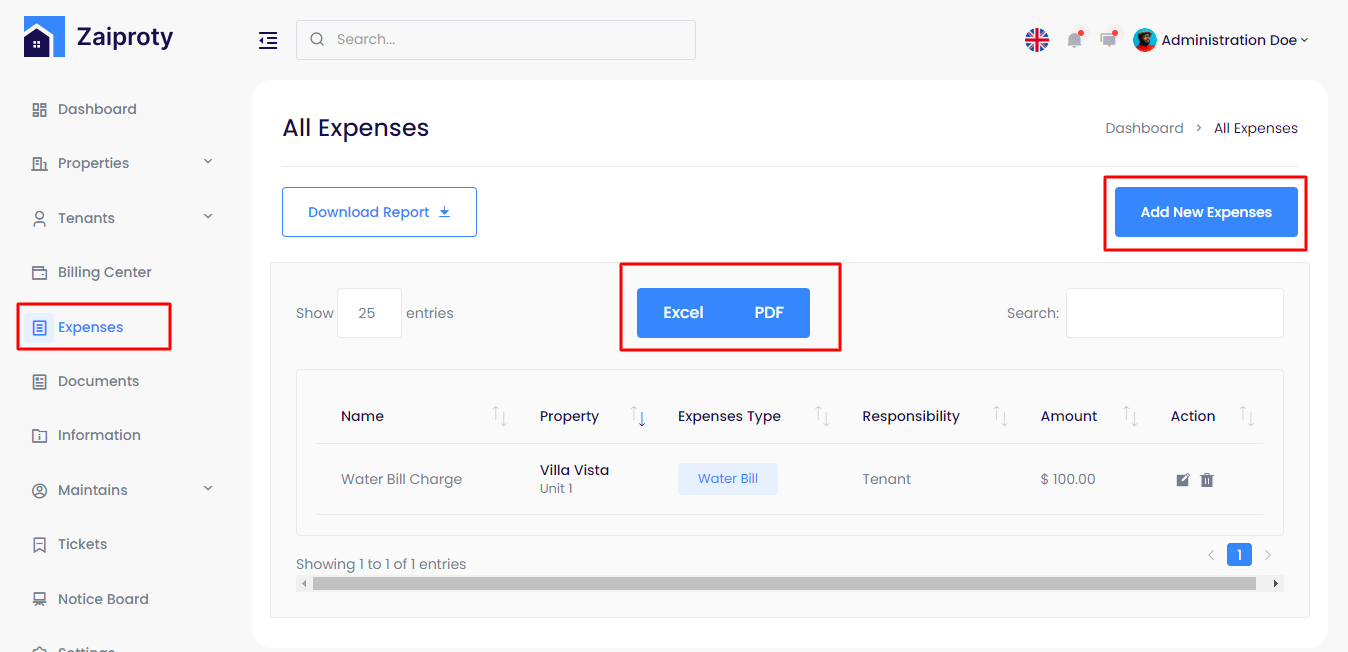 Zaiproty
Search...
Administration Doe
Dashboard
Properties
Tenants
Billing Center
Expenses
Documents
Information
Maintains
Tickets
Notice Board
Settings
All Expenses
Dashboard > All Expenses
Download Report
Add New Expenses
Show 25 entries
Excel PDF
Search:
Name Property Expenses Type Responsibility Amount Action
Water Bill Charge Villa Vista Water Bill Tenant $ 100.00
Unit 1
Showing 1 to 1 of 1 entries
1